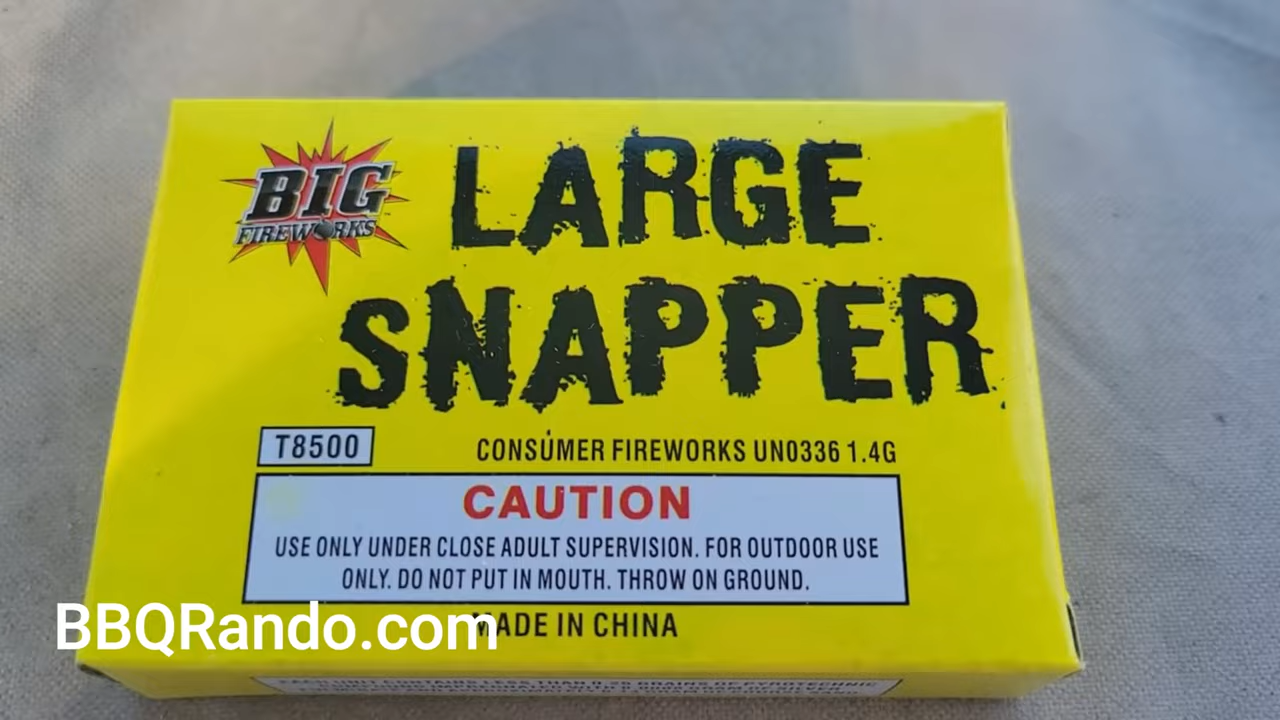 BIG
FIREWORKS
LARGE
SNAPPER
T8500
CONSUMER FIREWORKS UN0336 1.4G
CAUTION
USE ONLY UNDER CLOSE ADULT SUPERVISION. FOR OUTDOOR USE
ONLY. DO NOT PUT IN MOUTH. THROW ON GROUND.
MADE IN CHINA
BBQRando.com